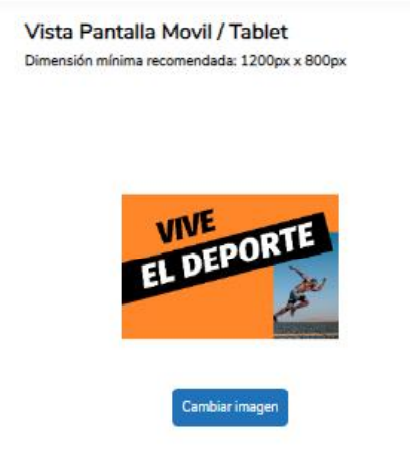 Vista Pantalla Movil / Tablet
Dimensión mínima recomendada: 1200px x 800px
VIVE
EL DEPORTE
Cambiar imagen